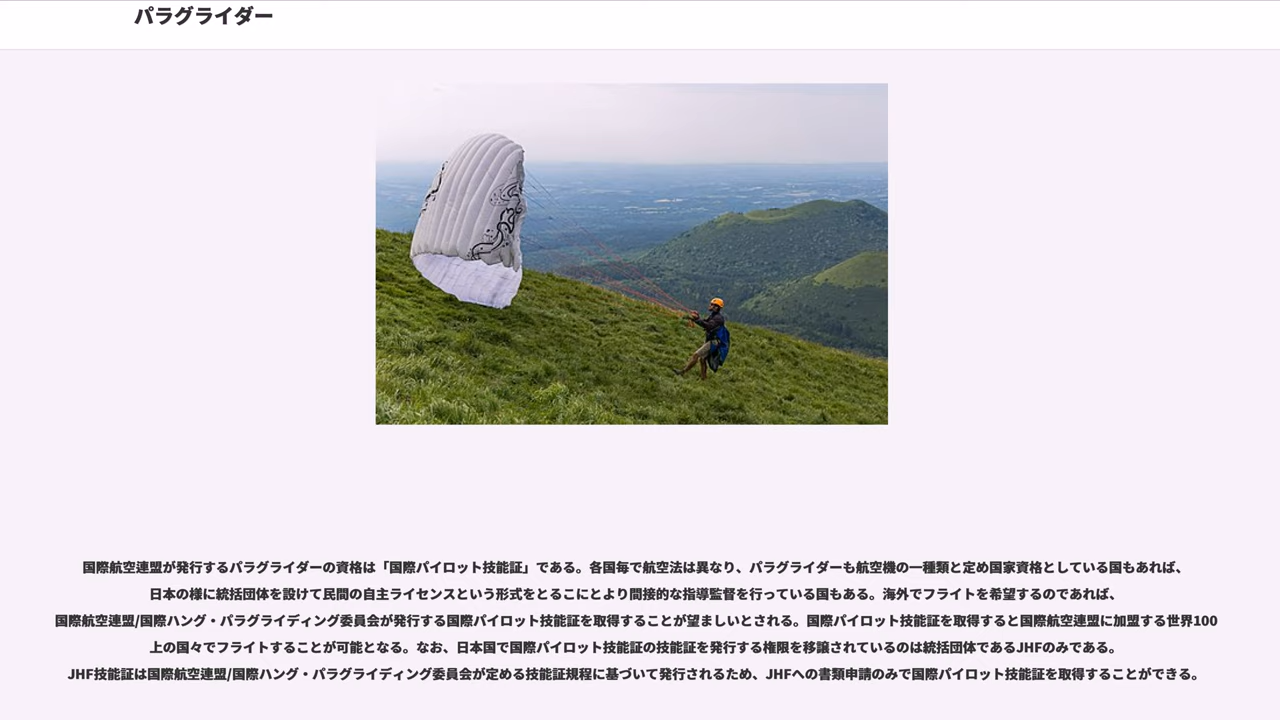 パラグライダー
国際航空連盟が発行するパラグライダーの資格は「国際パイロット技能証」である。各国毎で航空法は異なり、パラグライダーも航空機の一種類と定め国家資格としている国もあれば、
日本の様に統括団体を設けて民間の自主ライセンスという形式をとるこにとより間接的な指導監督を行っている国もある。海外でフライトを希望するのであれば、
国際航空連盟/国際ハング・パラグライディング委員会が発行する国際パイロット技能証を取得することが望ましいとされる。国際パイロット技能証を取得すると国際航空連盟に加盟する世界100
上の国々でフライトすることが可能となる。なお、日本国で国際パイロット技能証の技能証を発行する権限を移譲されているのは統括団体であるJHFのみである。
JHF技能証は国際航空連盟/国際ハング・パラグライディング委員会が定める技能証規程に基づいて発行されるため、JHFへの書類申請のみで国際パイロット技能証を取得することができる。